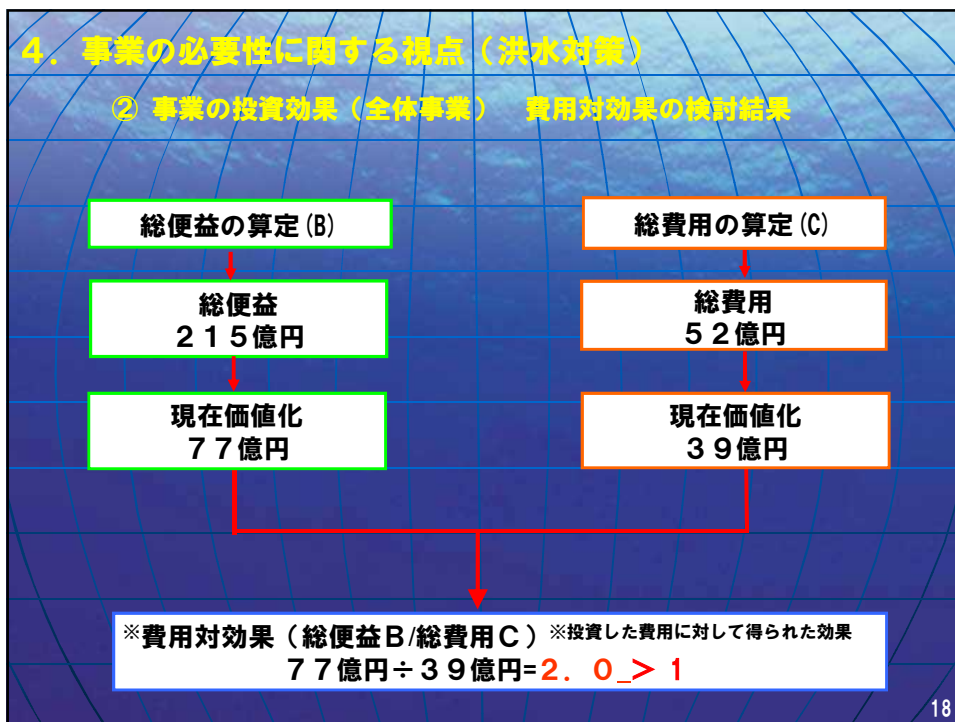 ４．事業の必要性に関する視点（洪水対策）
② 事業の投資効果（全体事業）　費用対効果の検討結果
総便益の算定(B)
総便益
２１５億円
現在価値化
７７億円
総費用の算定(C)
総費用
５２億円
現在価値化
３９億円
※費用対効果（総便益Ｂ/総費用Ｃ）※投資した費用に対して得られた効果
７７億円÷３９億円=２．０_＞１
18